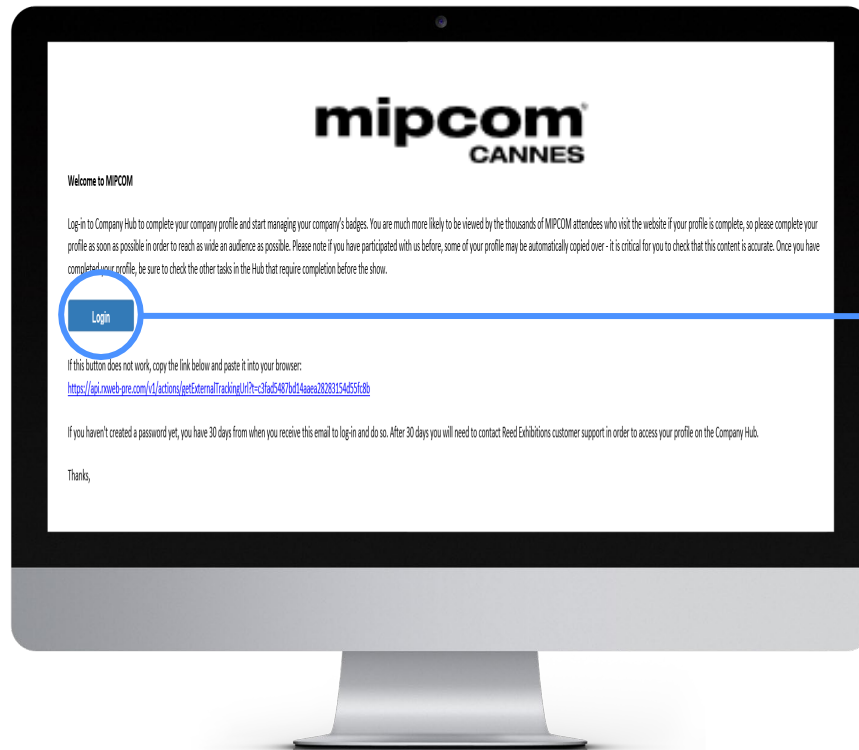 mipcom
CANNES
Welcome to MIPCOM
Log-in to Company Hub to complete your company profile and start managing your company's badges. You are much more likely to be viewed by the thousands of MIPCOM attendees who visit the website if your profile is complete, so please complete your
profile as soon as possible in order to reach as wide an audience as possible. Please note if you have participated with us before, some of your profile may be automatically copied over - it is critical for you to check that this content is accurate. Once you have
completed your profile, be sure to check the other tasks in the Hub that require completion before the show.
Login
If this button does not work, copy the link below and paste it into your browser:
https://api.rxweb-pre.com/v1/actions/getExternalTrackingUrl?t=c3fad5487bd14aaea28283154d55fc8b
If you haven't created a password yet, you have 30 days from when you receive this email to log-in and do so. After 30 days you will need to contact Reed Exhibitions customer support in order to access your profile on the Company Hub.
Thanks,